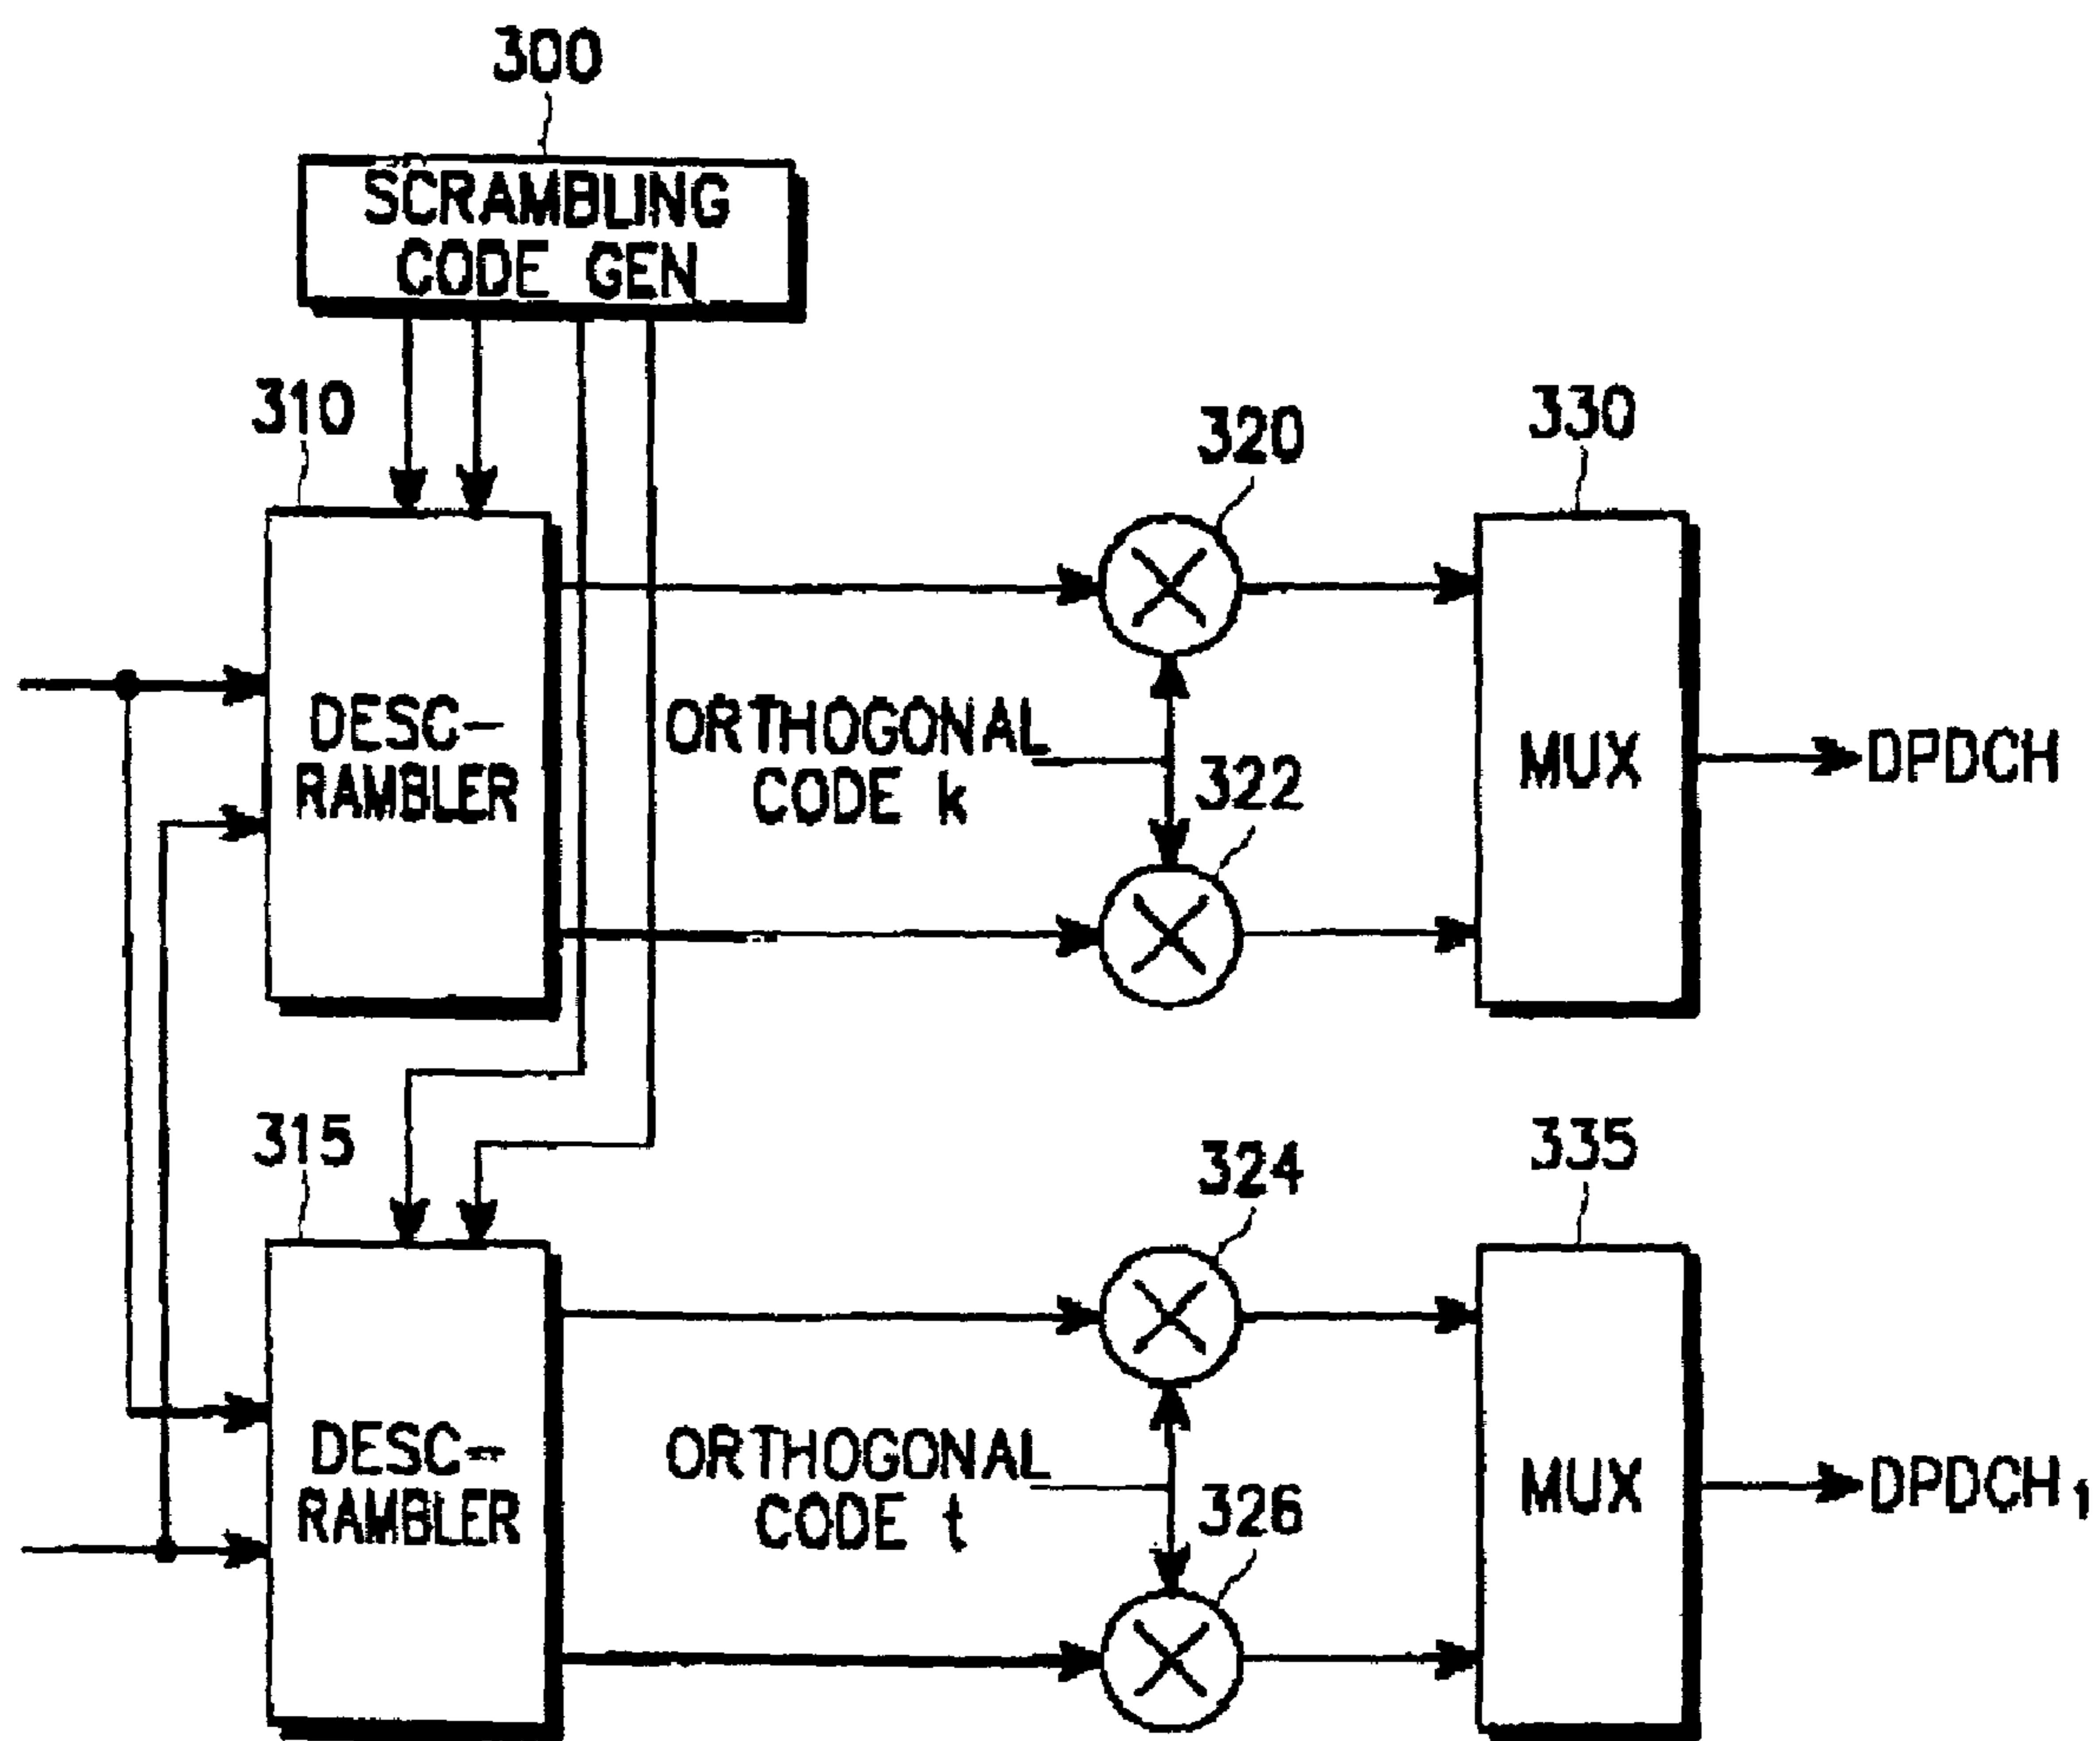 300
SCRAMBLING
CODE GEN
310
320
330
DESC-
RAMBLER
ORTHOGONAL
CODE k
322
MUX
DPDCH
315
324
335
DESC-
RAMBLER
ORTHOGONAL
CODE t
326
MUX
DPDCH1